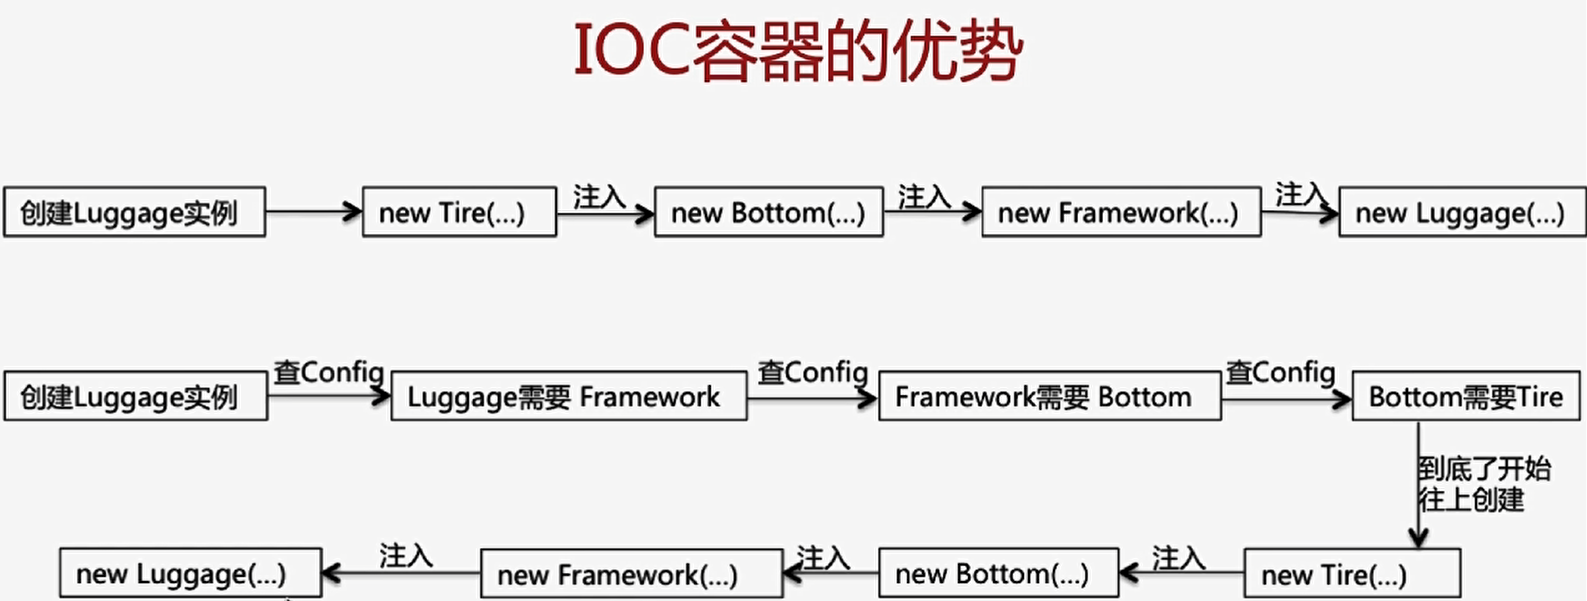 IOC容器的优势
创建Luggage实例
new Tire(...)
注入
new Bottom(...)
注入
new Framework(...)
注入
new Luggage(...)
创建Luggage实例
查Config
Luggage需要 Framework
查Config
Framework需要 Bottom
查Config
Bottom需要Tire
到底了开始
往上创建
new Luggage(...)
注入
new Framework(...)
注入
new Bottom(...)
注入
new Tire(...)